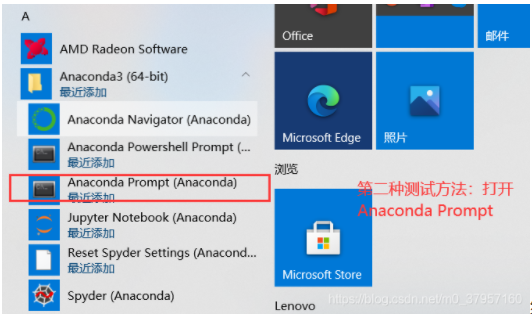 A
AMD Radeon Software
Anaconda3 (64-bit)
最近添加
Anaconda Navigator (Anaconda)
Anaconda Powershell Prompt (...
最近添加
Anaconda Prompt (Anaconda)
最近添加
Jupyter Notebook (Anaconda)
最近添加
Reset Spyder Settings (Anacond...
最近添加
Spyder (Anaconda)
Office
邮件
Microsoft Edge
照片
浏览
第二种测试方法：打开
Anaconda Prompt
Microsoft Store
Lenovo
https://blog.csdn.net/m0_37957160